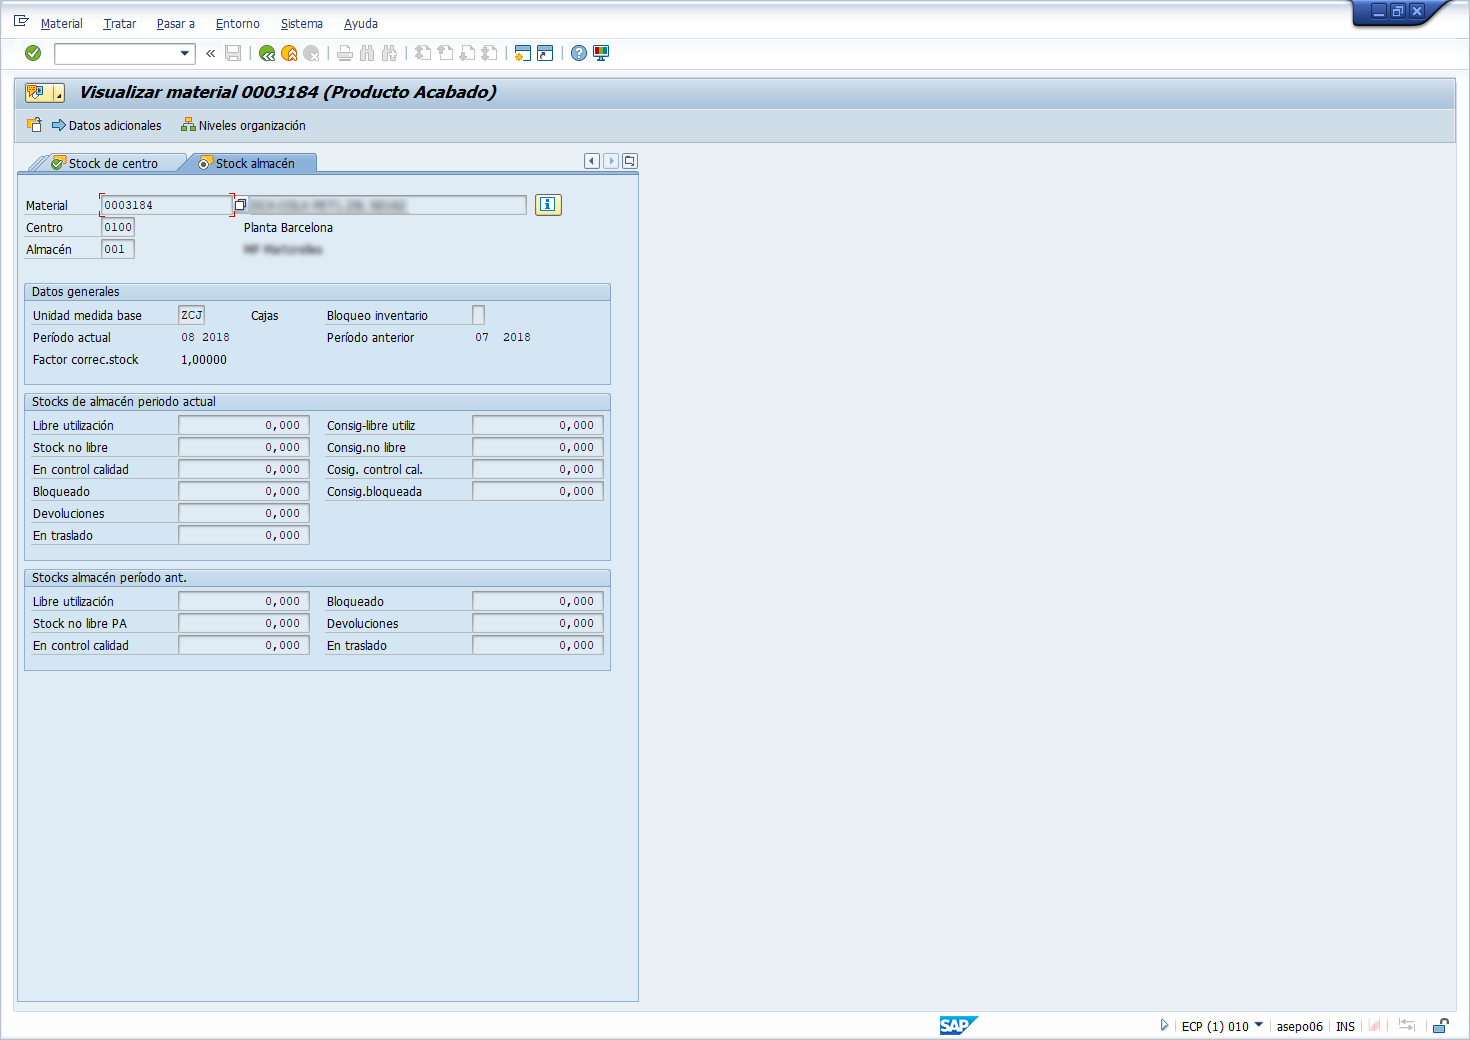 Material Tratar Pasar a Entorno Sistema Ayuda
Visualizar material 0003184 (Producto Acabado)
Datos adicionales Niveles organización
Stock de centro Stock almacén
Material 0003184
Centro 0100 Planta Barcelona
Almacén 001
Datos generales
Unidad medida base ZCJ Cajas Bloqueo inventario
Período actual 08 2018 Período anterior 07 2018
Factor correc.stock 1,00000
Stocks de almacén periodo actual
Libre utilización 0,000 Consig-libre utiliz 0,000
Stock no libre 0,000 Consig.no libre 0,000
En control calidad 0,000 Cosig. control cal. 0,000
Bloqueado 0,000 Consig.bloqueada 0,000
Devoluciones 0,000
En traslado 0,000
Stocks almacén período ant.
Libre utilización 0,000 Bloqueado 0,000
Stock no libre PA 0,000 Devoluciones 0,000
En control calidad 0,000 En traslado 0,000
SAP ECP (1) 010 asepo06 INS